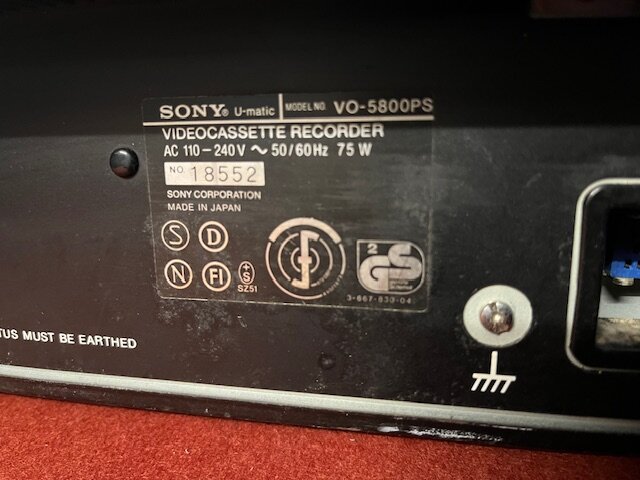 SONY® U-matic MODEL NO. VO-5800PS
VIDEOCASSETTE RECORDER
AC 110–240V ~ 50/60Hz 75 W
NO. 18552
SONY CORPORATION
MADE IN JAPAN
S D
N FI +S
SZ51
2
GS
3-667-833-04
TUS MUST BE EARTHED